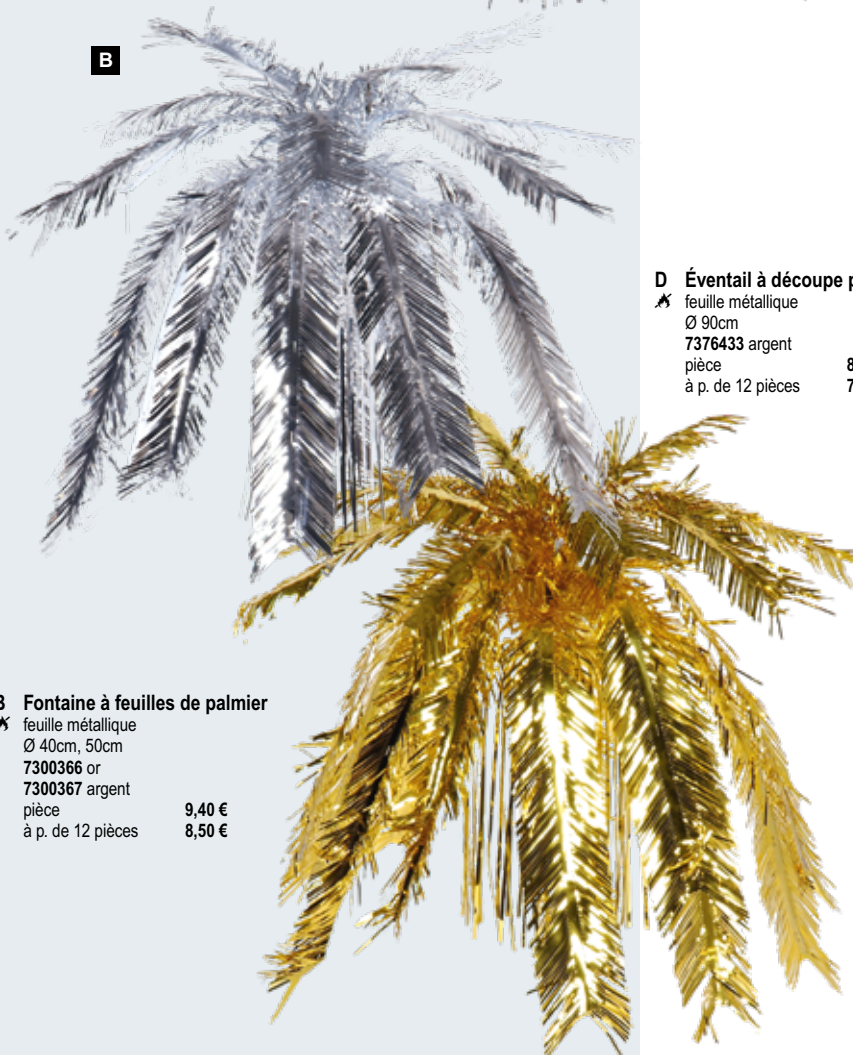 B
D Éventail à découpe
feuille métallique
Ø 90cm
7376433 argent
pièce
à p. de 12 pièces
Fontaine à feuilles de palmier
feuille métallique
Ø 40cm, 50cm
7300366 or
7300367 argent
pièce 9,40 €
à p. de 12 pièces 8,50 €